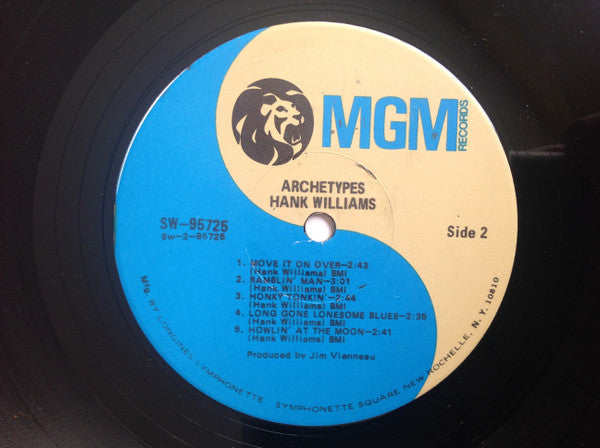 MGM
RECORDS
ARCHETYPES
HANK WILLIAMS
SW-95725
Sw-2-95725
Side 2
1. MOVE IT ON OVER-2:43
(Hank Williams) BMI
2. RAMBLIN' MAN-3:01
(Hank Williams) BMI
3. HONKY TONKIN'-2:44
(Hank Williams) BMI
4. LONG GONE LONESOME BLUES-2:35
(Hank Williams) BMI
5. HOWLIN' AT THE MOON-2:41
(Hank Williams) BMI
Produced by Jim Vianneau
Mfg. BY LONGINES SYMPHONETTE SYMPHONETTE SQUARE NEW ROCHELLE, N.Y. 10810